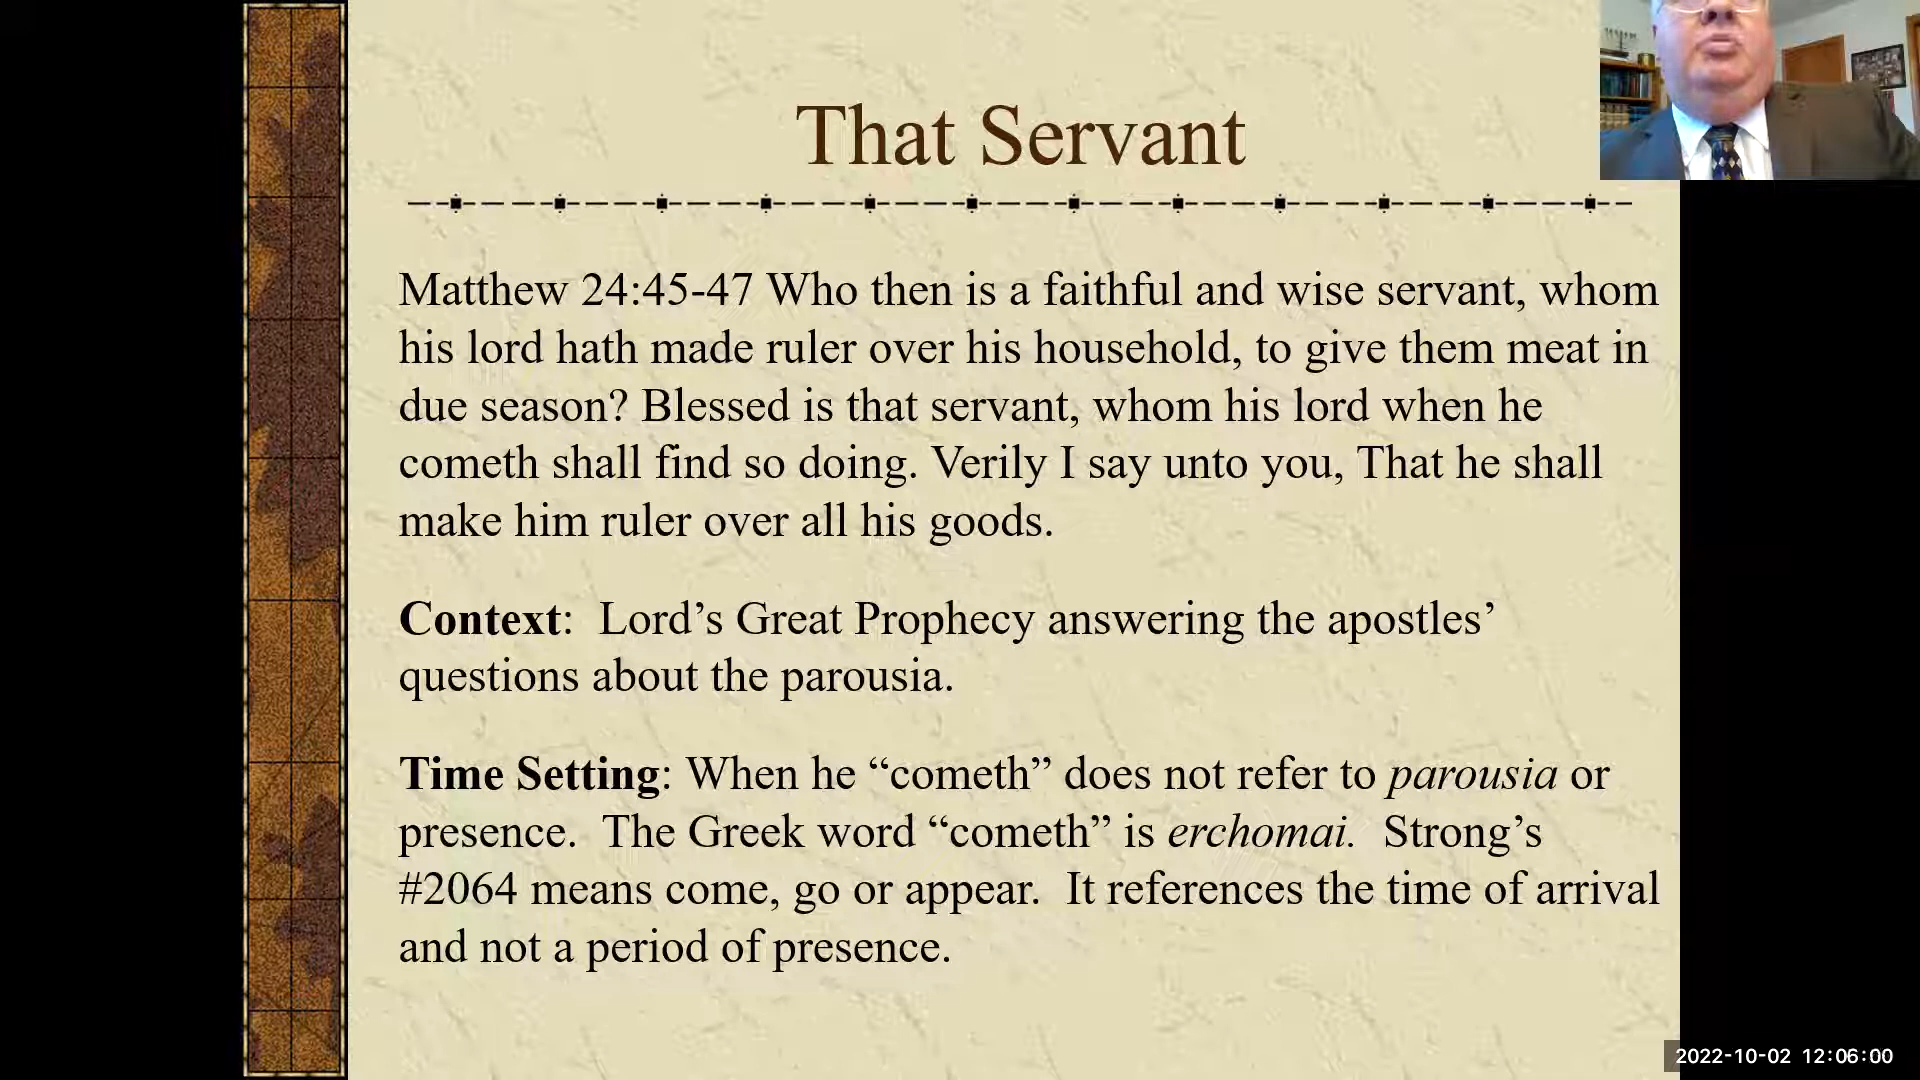 That Servant
Matthew 24:45-47 Who then is a faithful and wise servant, whom
his lord hath made ruler over his household, to give them meat in
due season? Blessed is that servant, whom his lord when he
cometh shall find so doing. Verily I say unto you, That he shall
make him ruler over all his goods.
Context:  Lord’s Great Prophecy answering the apostles’
questions about the parousia.
Time Setting: When he “cometh” does not refer to parousia or
presence.  The Greek word “cometh” is erchomai.  Strong’s
#2064 means come, go or appear.  It references the time of arrival
and not a period of presence.
2022-10-02 12:06:00